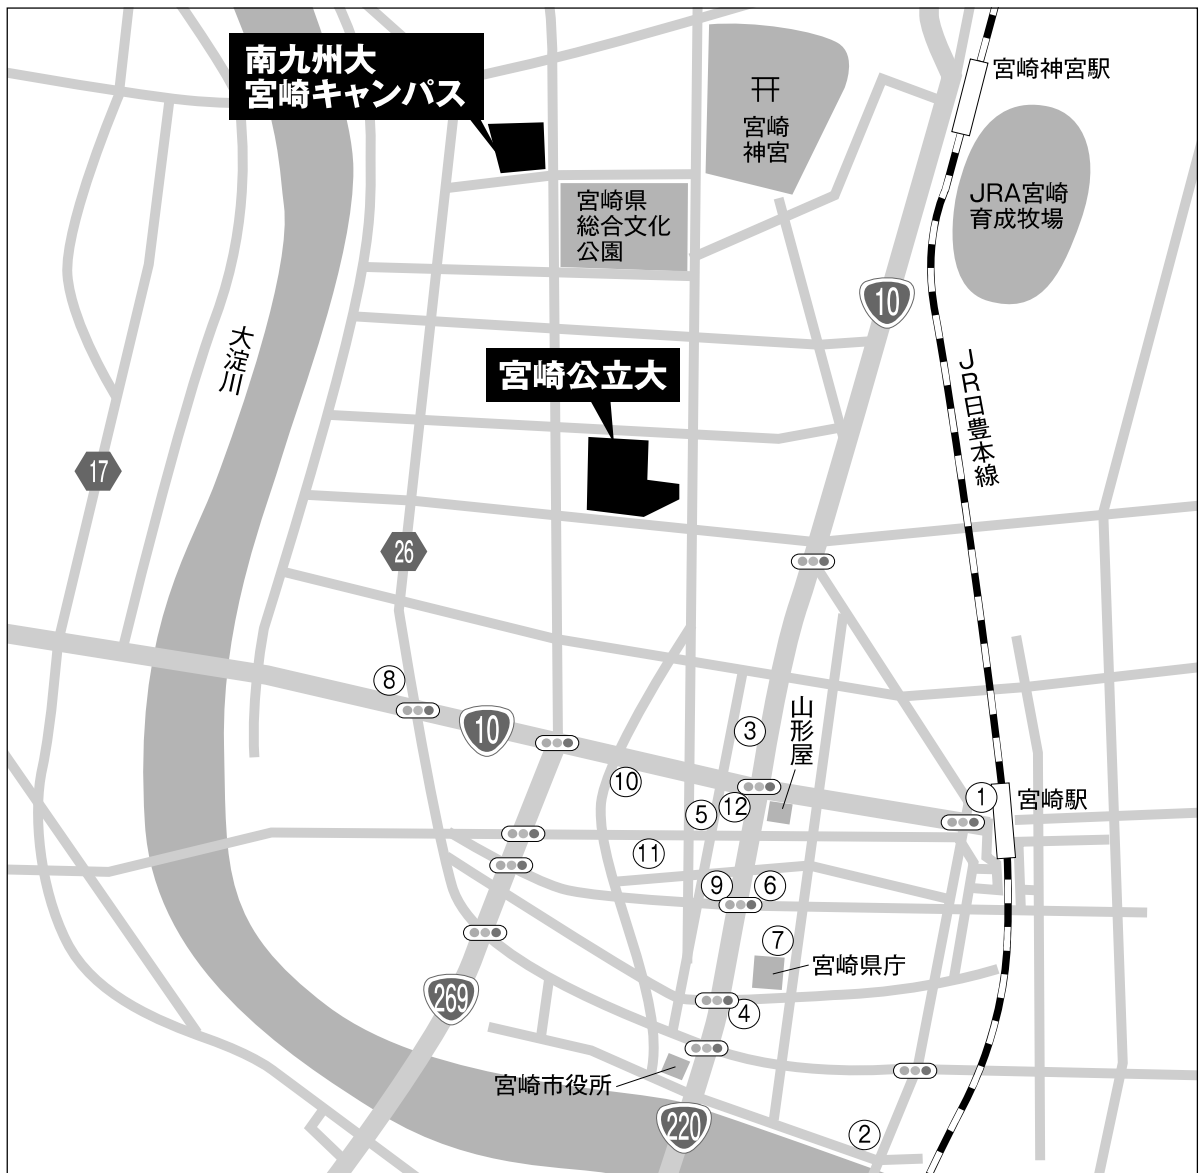 南九州大
宮崎キャンパス
宮崎神宮駅
宮崎
神宮
JRA宮崎
育成牧場
宮崎県
総合文化
公園
10
大淀川
宮崎公立大
JR日豊本線
17
26
8
10
3
山形屋
10
12
5
1
宮崎駅
11
9
6
7
宮崎県庁
269
4
宮崎市役所
220
2